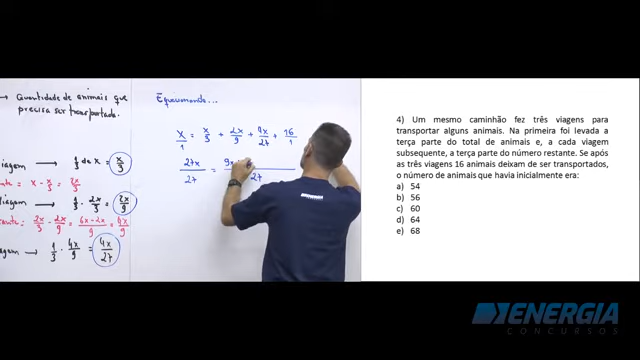 → Quantidade de animais que
precisa ser transportada.
viagem → 1/3 de x = x/3
ante = x - x/3 = 2x/3
viagem → 1/3 · 2x/3 = 2x/9
tante: 2x/3 - 2x/9 = 6x-2x/9 = 4x/9
agem → 1/3 · 4x/9 = 4x/27
Equacionando
x/1 = x/3 + 2x/9 + 4x/27 + 16/1
27x/27 = 9x /27
4) Um mesmo caminhão fez três viagens para
transportar alguns animais. Na primeira foi levada a
terça parte do total de animais e, a cada viagem
subsequente, a terça parte do número restante. Se após
as três viagens 16 animais deixam de ser transportados,
o número de animais que havia inicialmente era:
a) 54
b) 56
c) 60
d) 64
e) 68
ENERGIA
CONCURSOS